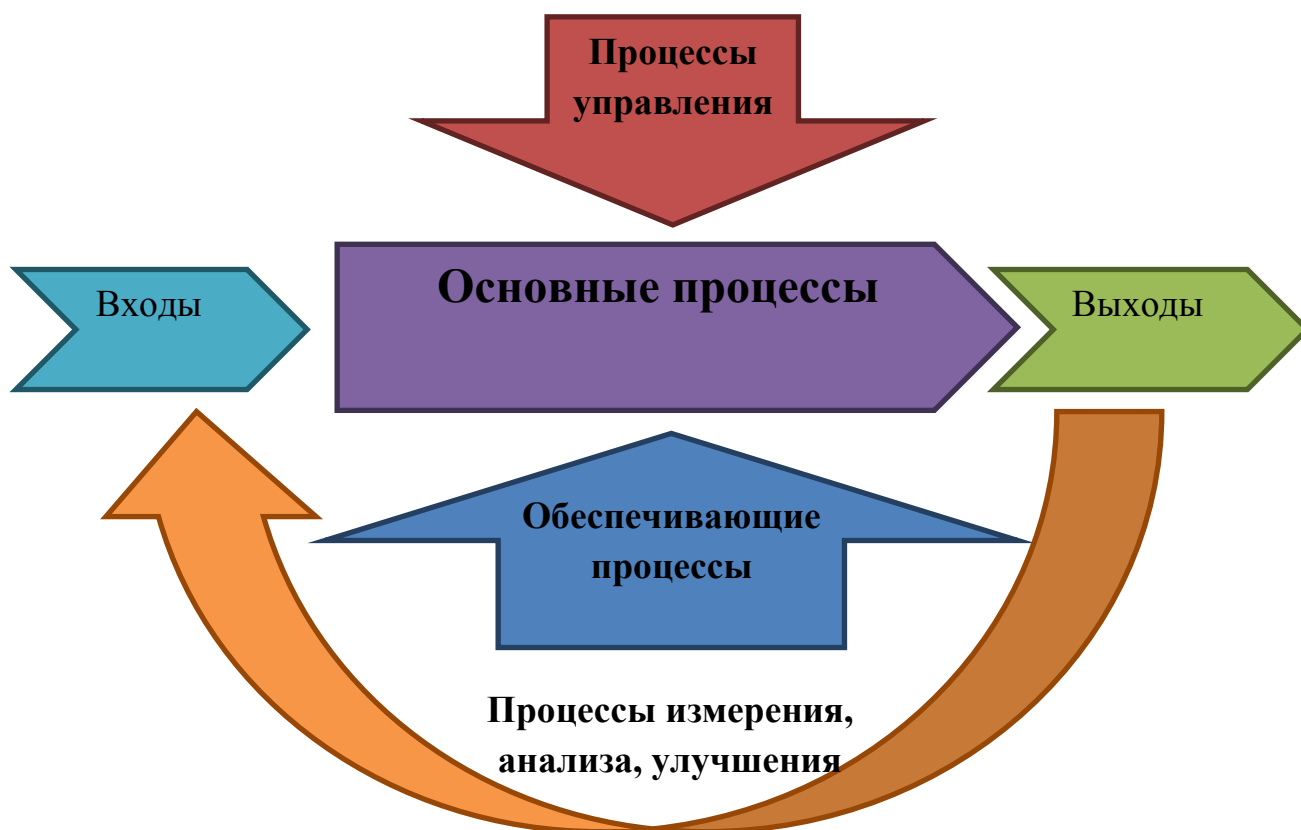 Процессы
управления
Основные процессы
Входы
Выходы
Обеспечивающие
процессы
Процессы измерения,
анализа, улучшения